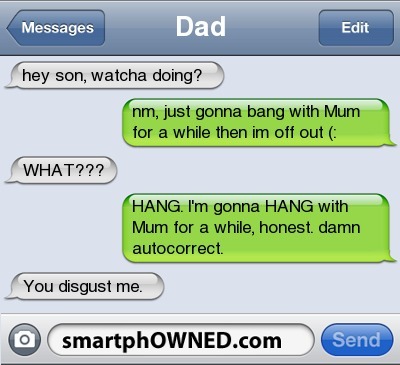 Messages
Dad
Edit
hey son, watcha doing?
nm, just gonna bang with Mum
for a while then im off out (:
WHAT???
HANG. I'm gonna HANG with
Mum for a while, honest. damn
autocorrect.
You disgust me.
smartphOWNED.com
Send